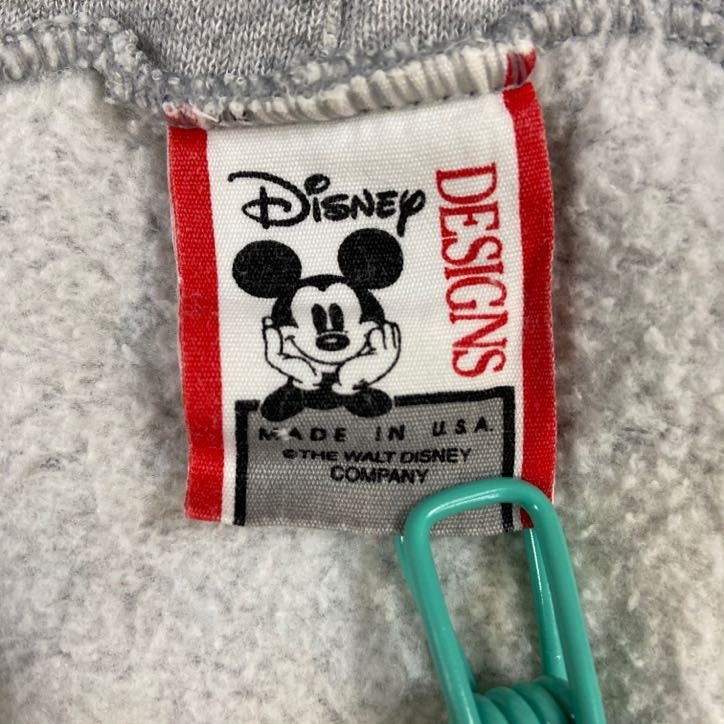 Disney
DESIGNS
MADE IN U.S.A.
©THE WALT DISNEY
COMPANY